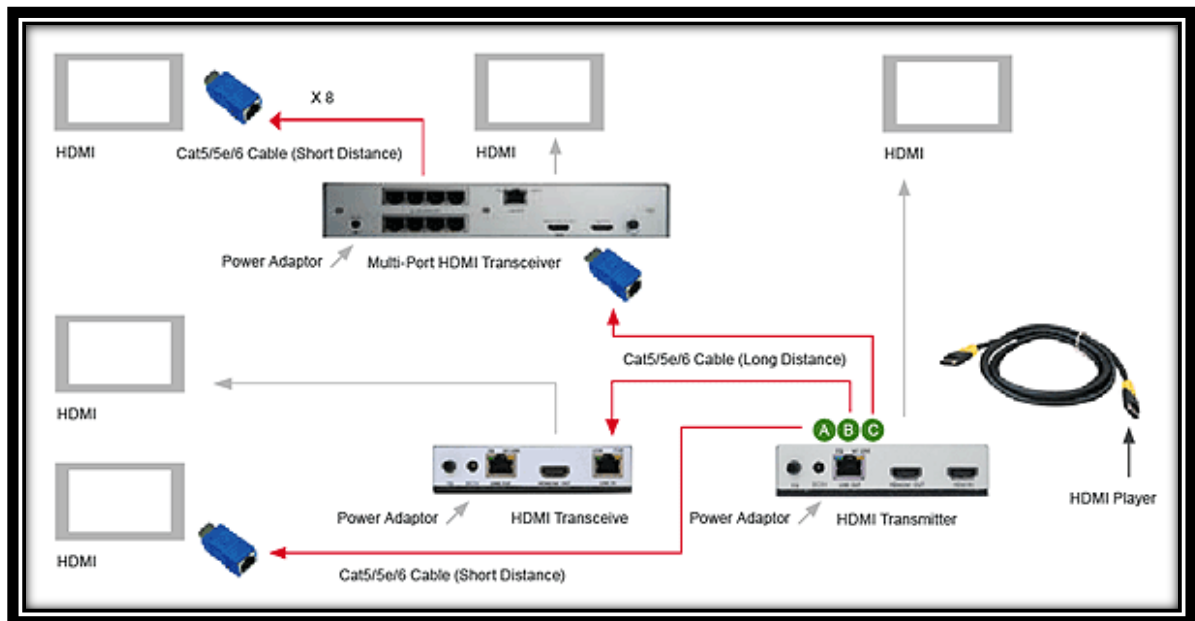 X 8
HDMI
Cat5/5e/6 Cable (Short Distance)
HDMI
HDMI
Power Adaptor
Multi-Port HDMI Transceiver
Cat5/5e/6 Cable (Long Distance)
HDMI
A B C
HDMI Player
Power Adaptor
HDMI Transceive
Power Adaptor
HDMI Transmitter
HDMI
Cat5/5e/6 Cable (Short Distance)